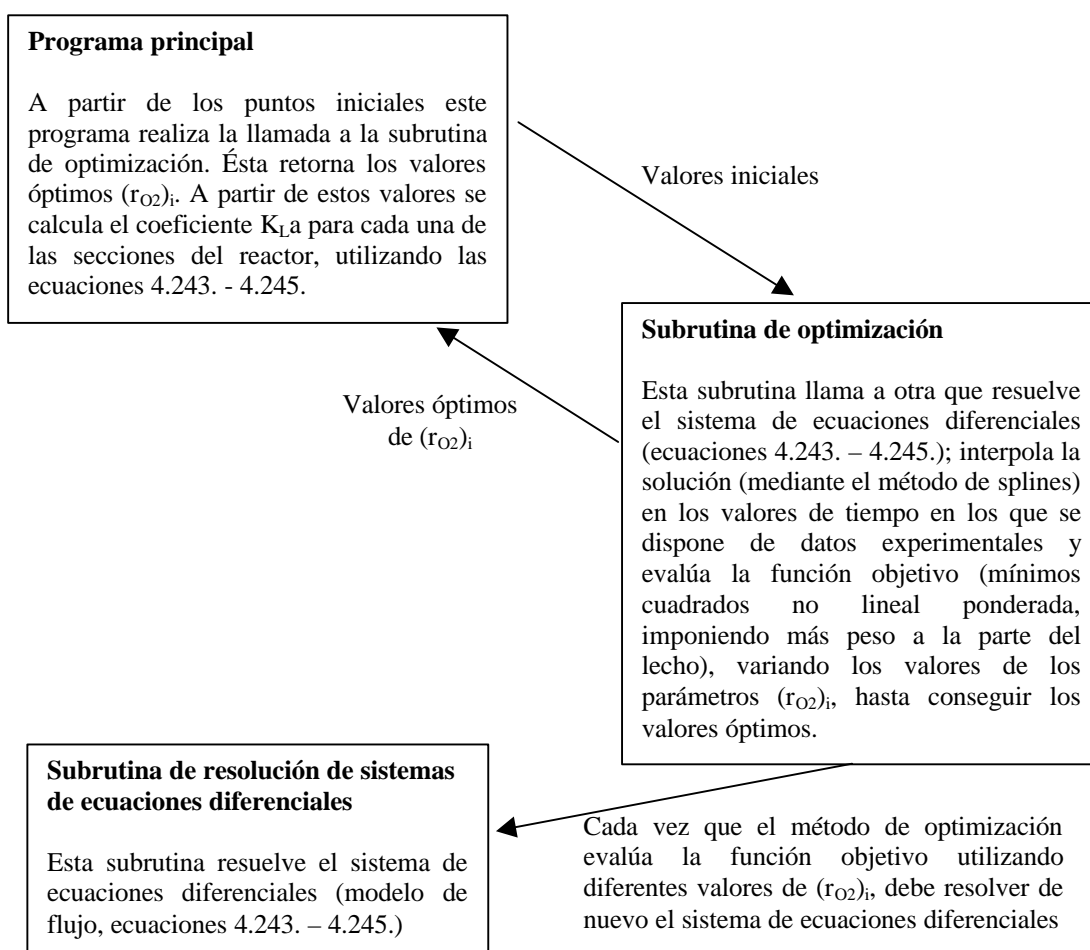 Programa principal
A partir de los puntos iniciales este
programa realiza la llamada a la subrutina
de optimización. Ésta retorna los valores
óptimos (rO2)i. A partir de estos valores se
calcula el coeficiente KLa para cada una de
las secciones del reactor, utilizando las
ecuaciones 4.243. - 4.245.
Valores iniciales
Valores óptimos
de (rO2)i
Subrutina de optimización
Esta subrutina llama a otra que resuelve
el sistema de ecuaciones diferenciales
(ecuaciones 4.243. – 4.245.); interpola la
solución (mediante el método de splines)
en los valores de tiempo en los que se
dispone de datos experimentales y
evalúa la función objetivo (mínimos
cuadrados no lineal ponderada,
imponiendo más peso a la parte del
lecho), variando los valores de los
parámetros (rO2)i, hasta conseguir los
valores óptimos.
Subrutina de resolución de sistemas
de ecuaciones diferenciales
Esta subrutina resuelve el sistema de
ecuaciones diferenciales (modelo de
flujo, ecuaciones 4.243. – 4.245.)
Cada vez que el método de optimización
evalúa la función objetivo utilizando
diferentes valores de (rO2)i, debe resolver de
nuevo el sistema de ecuaciones diferenciales